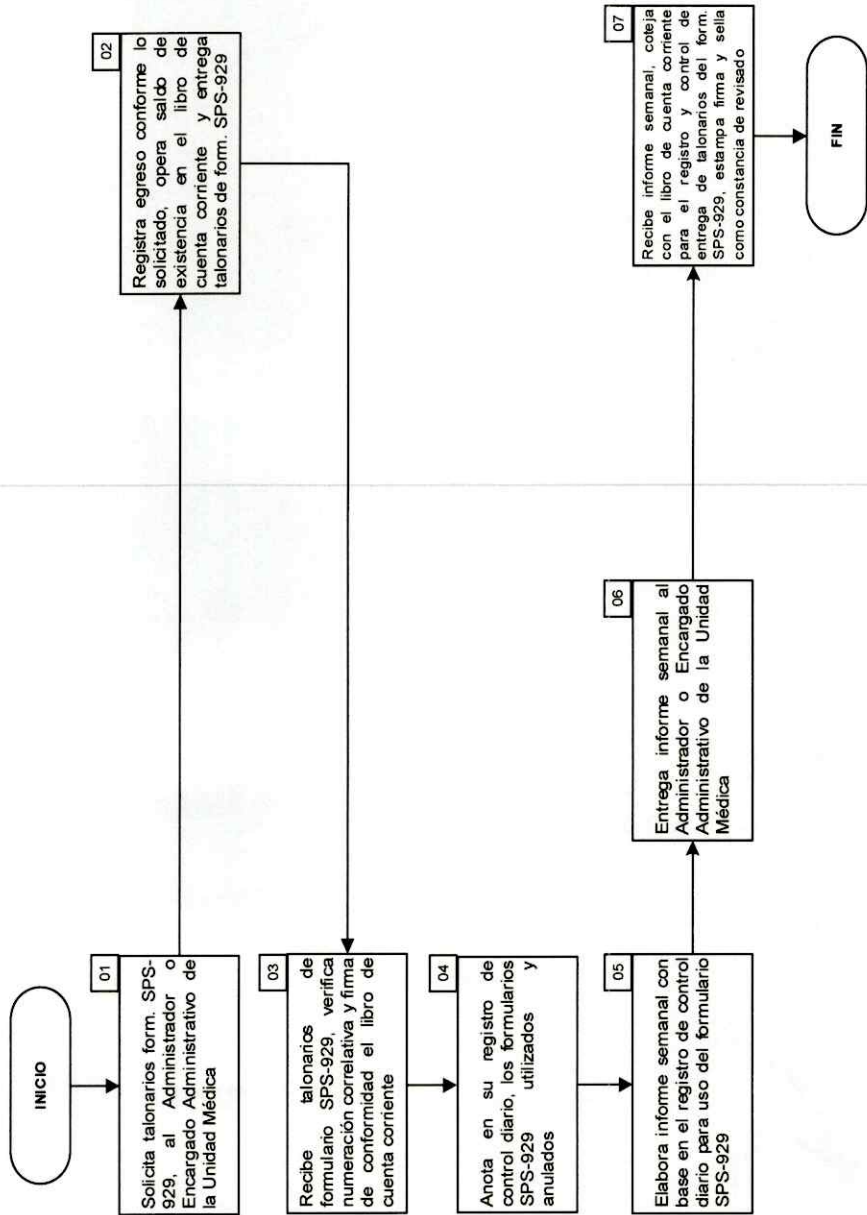 INICIO
01
Solicita talonarios form. SPS-
929, al Administrador o
Encargado Administrativo de
la Unidad Médica
02
Registra egreso conforme lo
solicitado, opera saldo de
existencia en el libro de
cuenta corriente y entrega
talonarios de form. SPS-929
03
Recibe talonarios de
formulario SPS-929, verifica
numeración correlativa y firma
de conformidad el libro de
cuenta corriente
04
Anota en su registro de
control diario, los formularios
SPS-929 utilizados y
anulados
05
Elabora informe semanal con
base en el registro de control
diario para uso del formulario
SPS-929
06
Entrega informe semanal al
Administrador o Encargado
Administrativo de la Unidad
Médica
07
Recibe informe semanal, coteja
con el libro de cuenta corriente
para el registro y control de
entrega de talonarios del form.
SPS-929, estampa firma y sella
como constancia de revisado
FIN